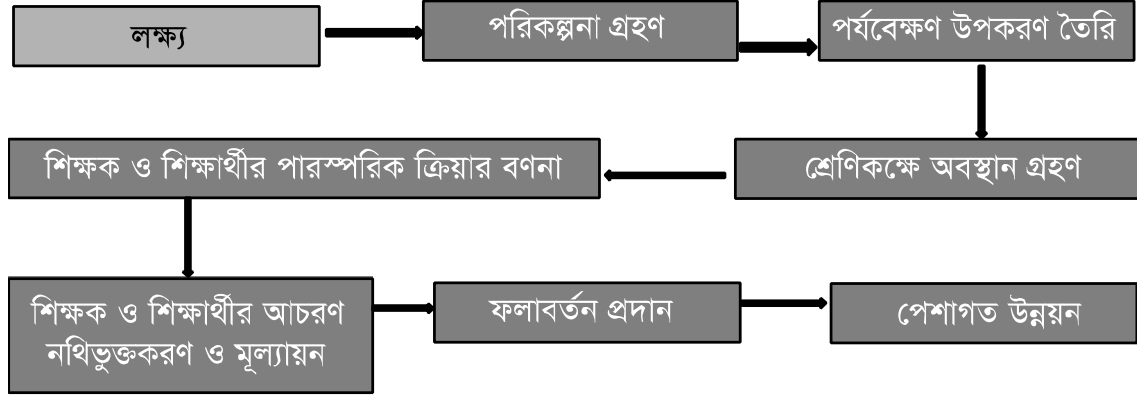 লক্ষ্য
পরিকল্পনা গ্রহণ
পর্যবেক্ষণ উপকরণ তৈরি
শ্রেণিকক্ষে অবস্থান গ্রহণ
শিক্ষক ও শিক্ষার্থীর পারস্পরিক ক্রিয়ার বণনা
শিক্ষক ও শিক্ষার্থীর আচরণ
নথিভুক্তকরণ ও মূল্যায়ন
ফলাবর্তন প্রদান
পেশাগত উন্নয়ন